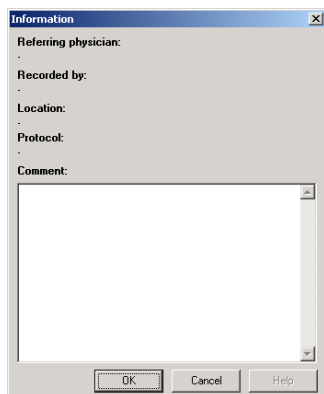 Information
Referring physician:
.
Recorded by:
.
Location:
.
Protocol:
.
Comment:
OK Cancel Help